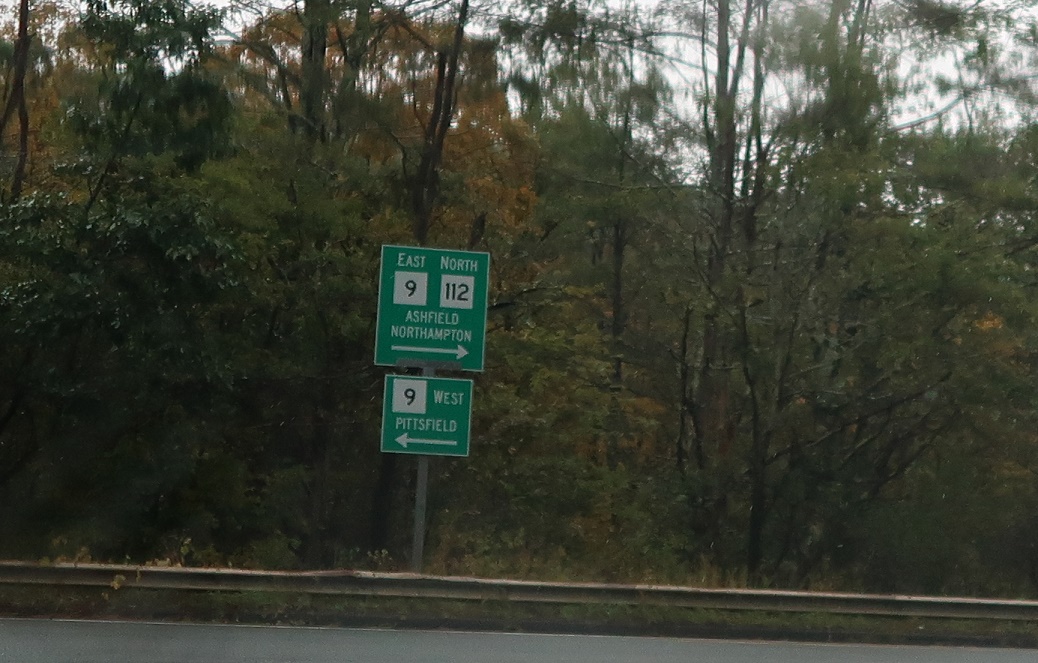 EAST NORTH
9 112
ASHFIELD
NORTHAMPTON
9 WEST
PITTSFIELD